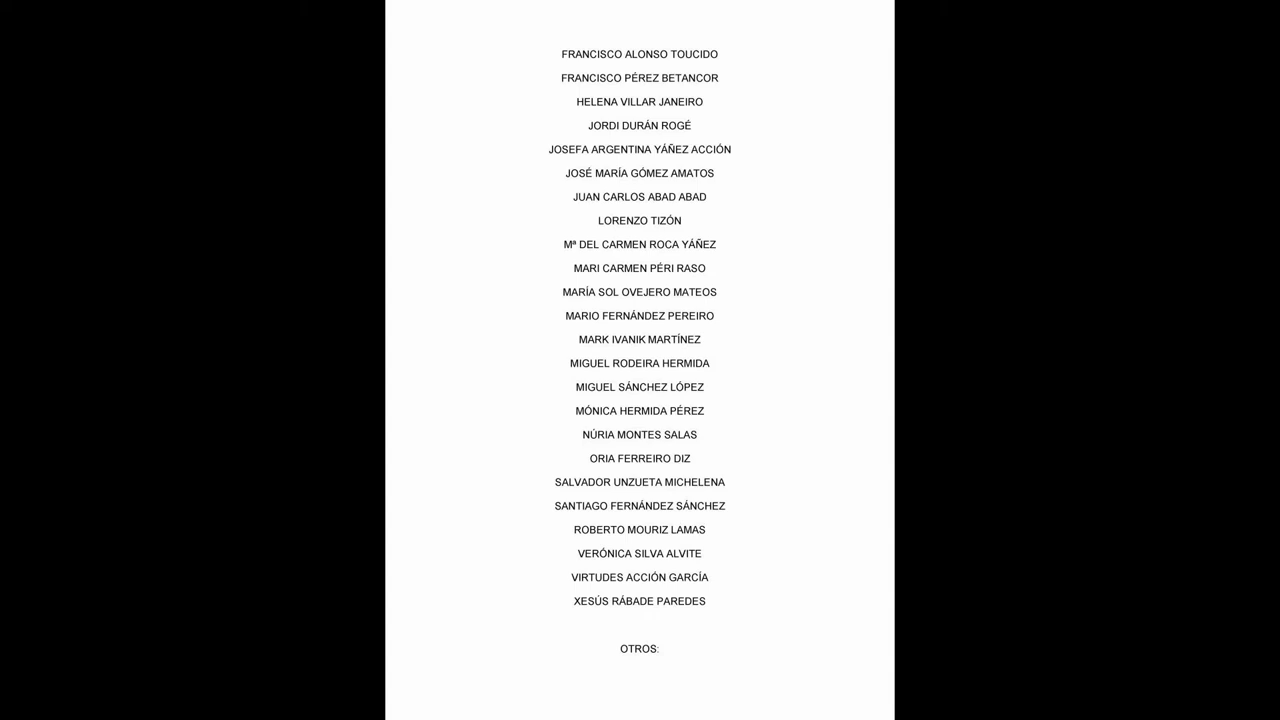 FRANCISCO ALONSO TOUCIDO
FRANCISCO PÉREZ BETANCOR
HELENA VILLAR JANEIRO
JORDI DURÁN ROGÉ
JOSEFA ARGENTINA YÁÑEZ ACCIÓN
JOSÉ MARÍA GÓMEZ AMATOS
JUAN CARLOS ABAD ABAD
LORENZO TIZÓN
Mª DEL CARMEN ROCA YÁÑEZ
MARI CARMEN PÉRI RASO
MARÍA SOL OVEJERO MATEOS
MARIO FERNÁNDEZ PEREIRO
MARK IVANIK MARTÍNEZ
MIGUEL RODEIRA HERMIDA
MIGUEL SÁNCHEZ LÓPEZ
MÓNICA HERMIDA PÉREZ
NÚRIA MONTES SALAS
ORIA FERREIRO DIZ
SALVADOR UNZUETA MICHELENA
SANTIAGO FERNÁNDEZ SÁNCHEZ
ROBERTO MOURIZ LAMAS
VERÓNICA SILVA ALVITE
VIRTUDES ACCIÓN GARCÍA
XESÚS RÁBADE PAREDES
OTROS: